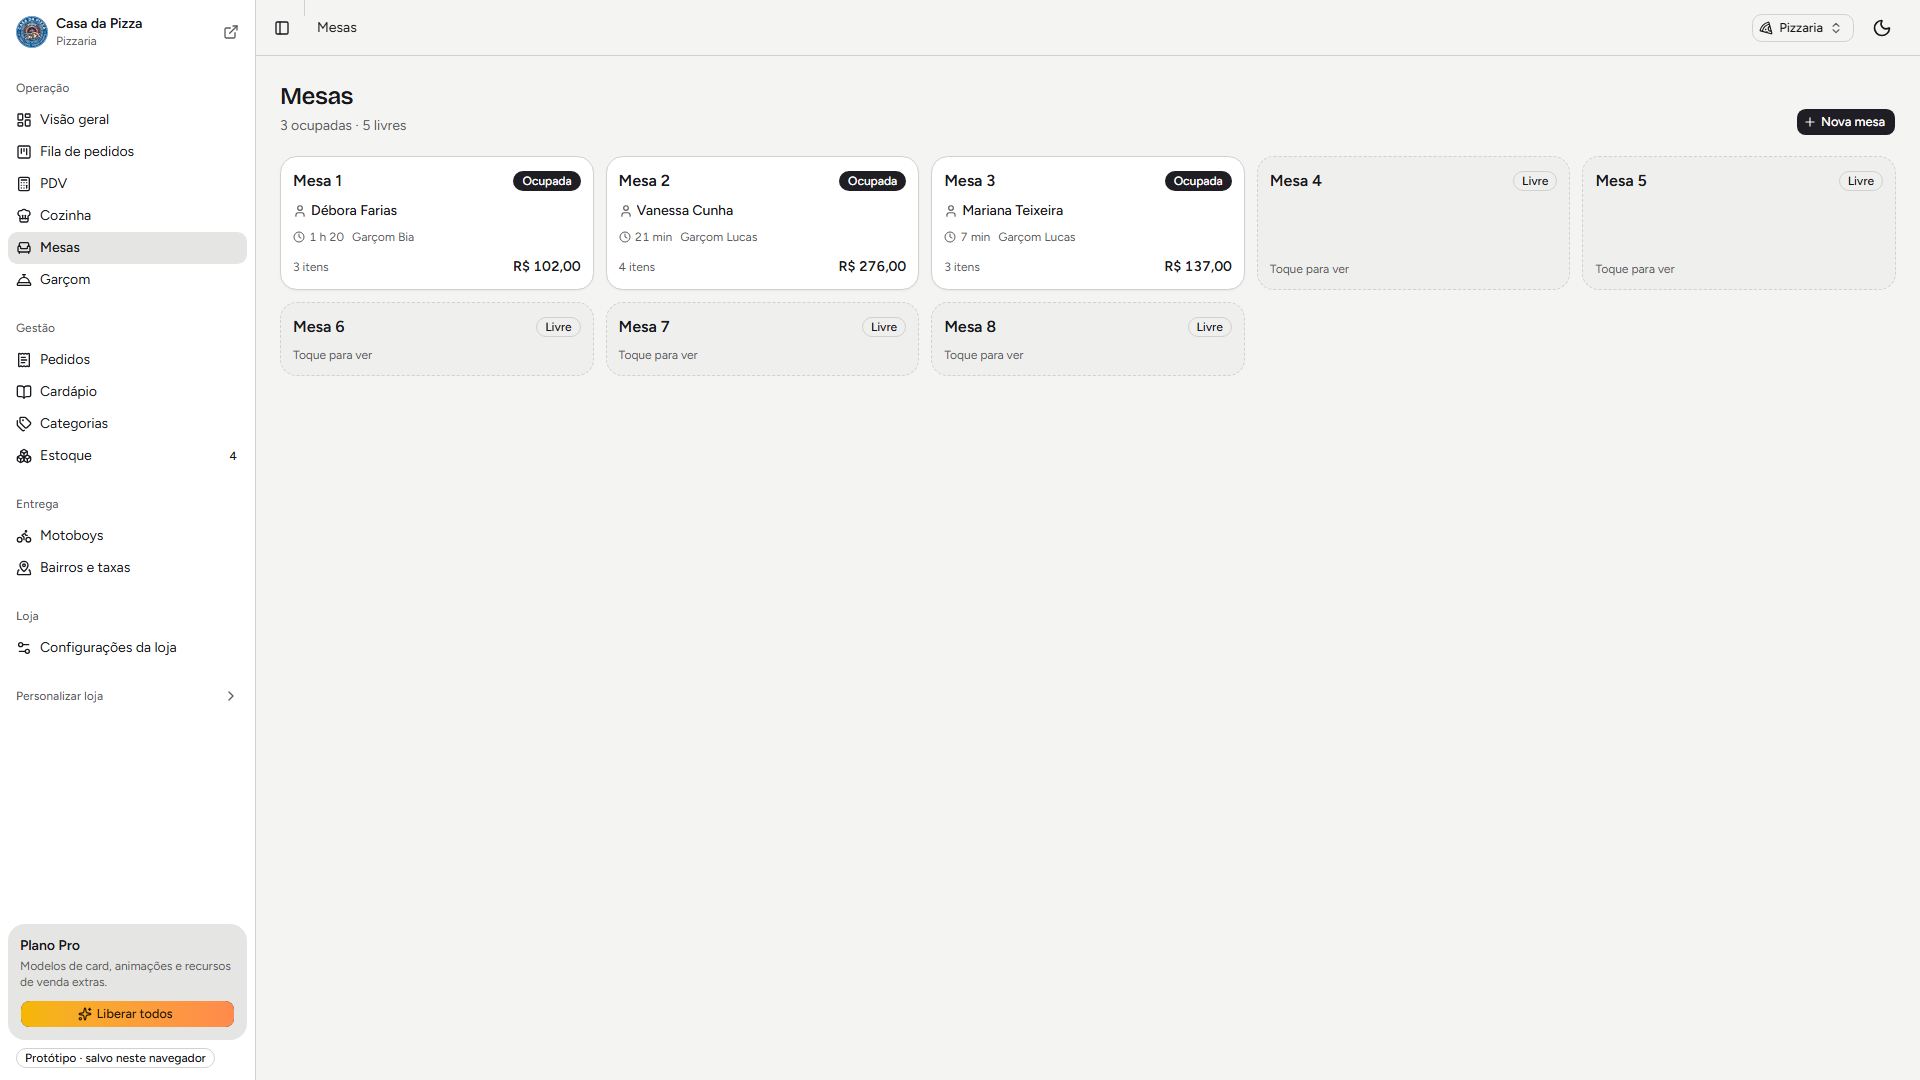 Casa da Pizza
Pizzaria
Operação
Visão geral
Fila de pedidos
PDV
Cozinha
Mesas
Garçom
Gestão
Pedidos
Cardápio
Categorias
Estoque 4
Entrega
Motoboys
Bairros e taxas
Loja
Configurações da loja
Personalizar loja
Plano Pro
Modelos de card, animações e recursos
de venda extras.
Liberar todos
Protótipo · salvo neste navegador
Mesas
Pizzaria
Mesas
3 ocupadas · 5 livres
Nova mesa
Mesa 1 Ocupada
Débora Farias
1 h 20 Garçom Bia
3 itens R$ 102,00
Mesa 2 Ocupada
Vanessa Cunha
21 min Garçom Lucas
4 itens R$ 276,00
Mesa 3 Ocupada
Mariana Teixeira
7 min Garçom Lucas
3 itens R$ 137,00
Mesa 4 Livre
Toque para ver
Mesa 5 Livre
Toque para ver
Mesa 6 Livre
Toque para ver
Mesa 7 Livre
Toque para ver
Mesa 8 Livre
Toque para ver